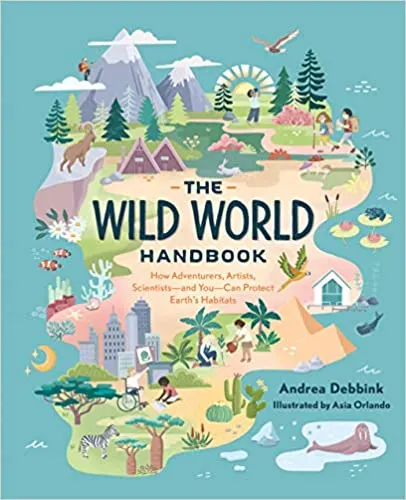 THE
WILD WORLD
HANDBOOK
How Adventurers, Artists,
Scientists—and You—Can Protect
Earth's Habitats
Andrea Debbink
Illustrated by Asia Orlando